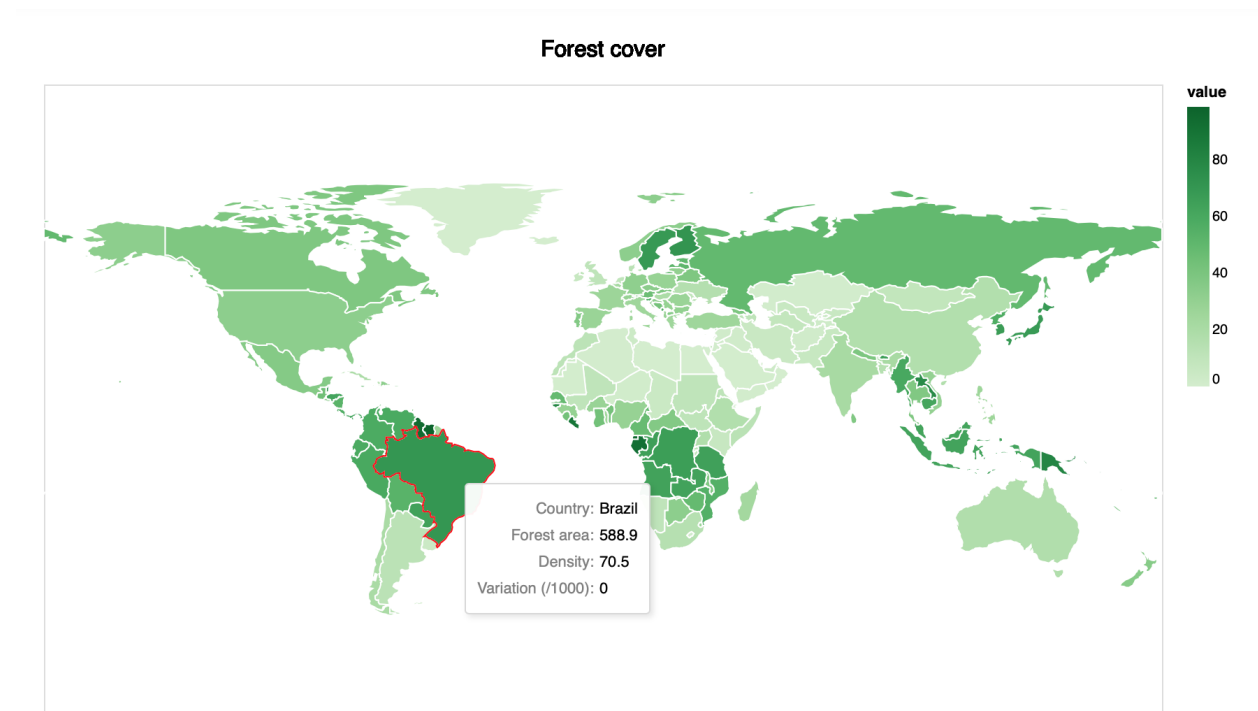 Forest cover
value
80
60
40
20
0
Country: Brazil
Forest area: 588.9
Density: 70.5
Variation (/1000): 0